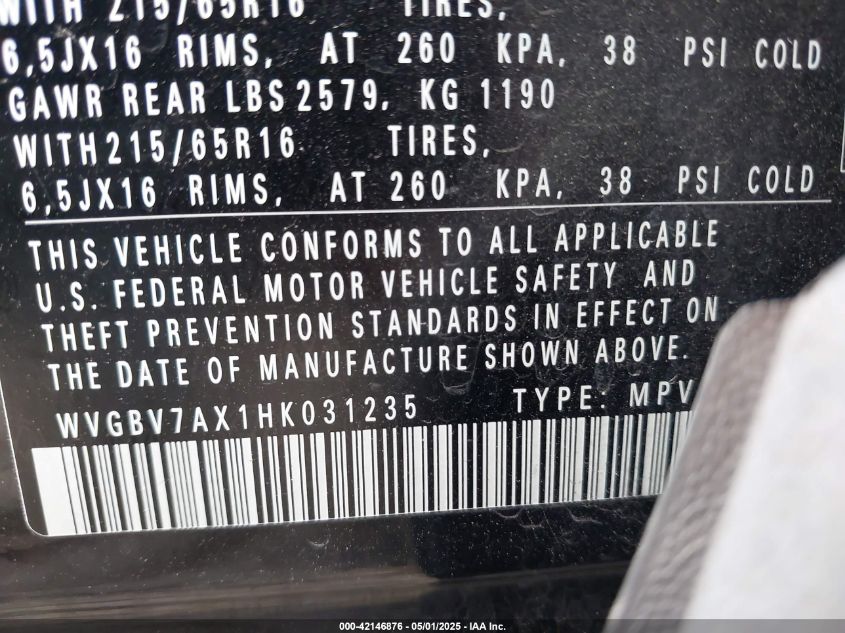 WITH 215/65R16 TIRES,
6,5JX16 RIMS, AT 260 KPA, 38 PSI COLD
GAWR REAR LBS 2579, KG 1190
WITH215/65R16 TIRES,
6,5JX16 RIMS, AT 260 KPA, 38 PSI COLD
THIS VEHICLE CONFORMS TO ALL APPLICABLE
U.S. FEDERAL MOTOR VEHICLE SAFETY AND
THEFT PREVENTION STANDARDS IN EFFECT ON
THE DATE OF MANUFACTURE SHOWN ABOVE.
WVGBV7AX1HK031235 TYPE: MPV
000-42146876 - 05/01/2025 - IAA Inc.